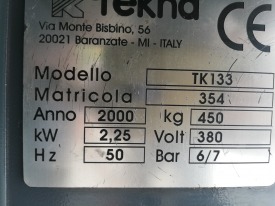 Tekna
Via Monte Bisbino, 56
20021 Baranzate - MI - ITALY
CE
Modello TK133
Matricola 354
Anno 2000 kg 450
kW 2,25 Volt 380
Hz 50 Bar 6/7